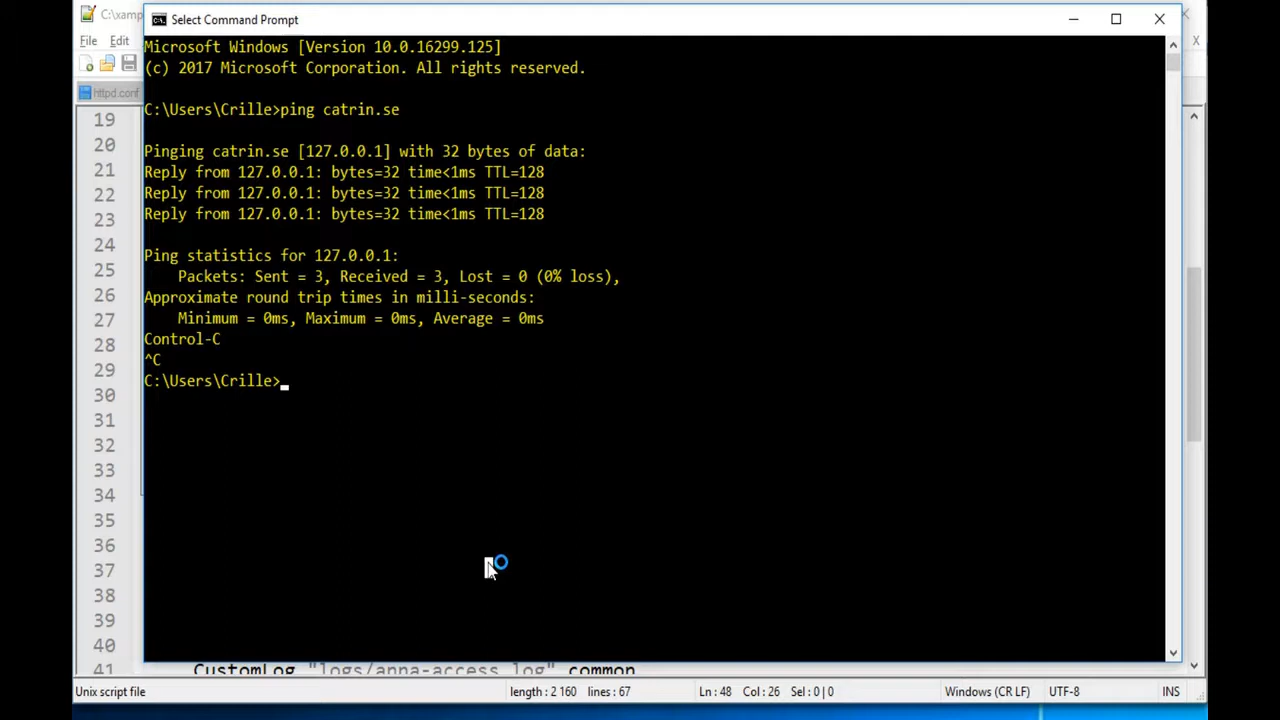 C:\xamp
Select Command Prompt
File Edit
X
httpd.conf
Microsoft Windows [Version 10.0.16299.125]
(c) 2017 Microsoft Corporation. All rights reserved.
C:\Users\Crille>ping catrin.se
Pinging catrin.se [127.0.0.1] with 32 bytes of data:
Reply from 127.0.0.1: bytes=32 time<1ms TTL=128
Reply from 127.0.0.1: bytes=32 time<1ms TTL=128
Reply from 127.0.0.1: bytes=32 time<1ms TTL=128
Ping statistics for 127.0.0.1:
Packets: Sent = 3, Received = 3, Lost = 0 (0% loss),
Approximate round trip times in milli-seconds:
Minimum = 0ms, Maximum = 0ms, Average = 0ms
Control-C
^C
C:\Users\Crille>
19
20
21
22
23
24
25
26
27
28
29
30
31
32
33
34
35
36
37
38
39
40
41 CustomLog "logs/anna-access.log" common
Unix script file length : 2 160 lines : 67 Ln : 48 Col : 26 Sel : 0 | 0 Windows (CR LF) UTF-8 INS